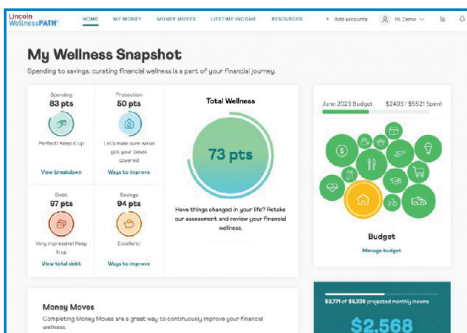 Lincoln
WellnessPATH®
HOME
MY MONEY
MONEY MOVES
LIFETIME INCOME
RESOURCES
+ Add accounts
Hi, Demo
My Wellness Snapshot
Spending to savings, curating financial wellness is a part of your financial journey.
Spending
83 pts
Perfect! Keep it up
View breakdown
Protection
50 pts
Let's make sure we've
got your bases
covered
Ways to improve
Debt
97 pts
Very impressive! Keep
it up
View total debt
Savings
94 pts
Excellent!
Ways to improve
Total Wellness
73 pts
Have things changed in your life? Retake
our assessment and review your financial
wellness.
June 2023 Budget
$2403 / $5521 Spent
Budget
Manage budget
Money Moves
Completing Money Moves are a great way to continuously improve your financial
wellness.
$2,771 of $5,339 projected monthly income
$2,568